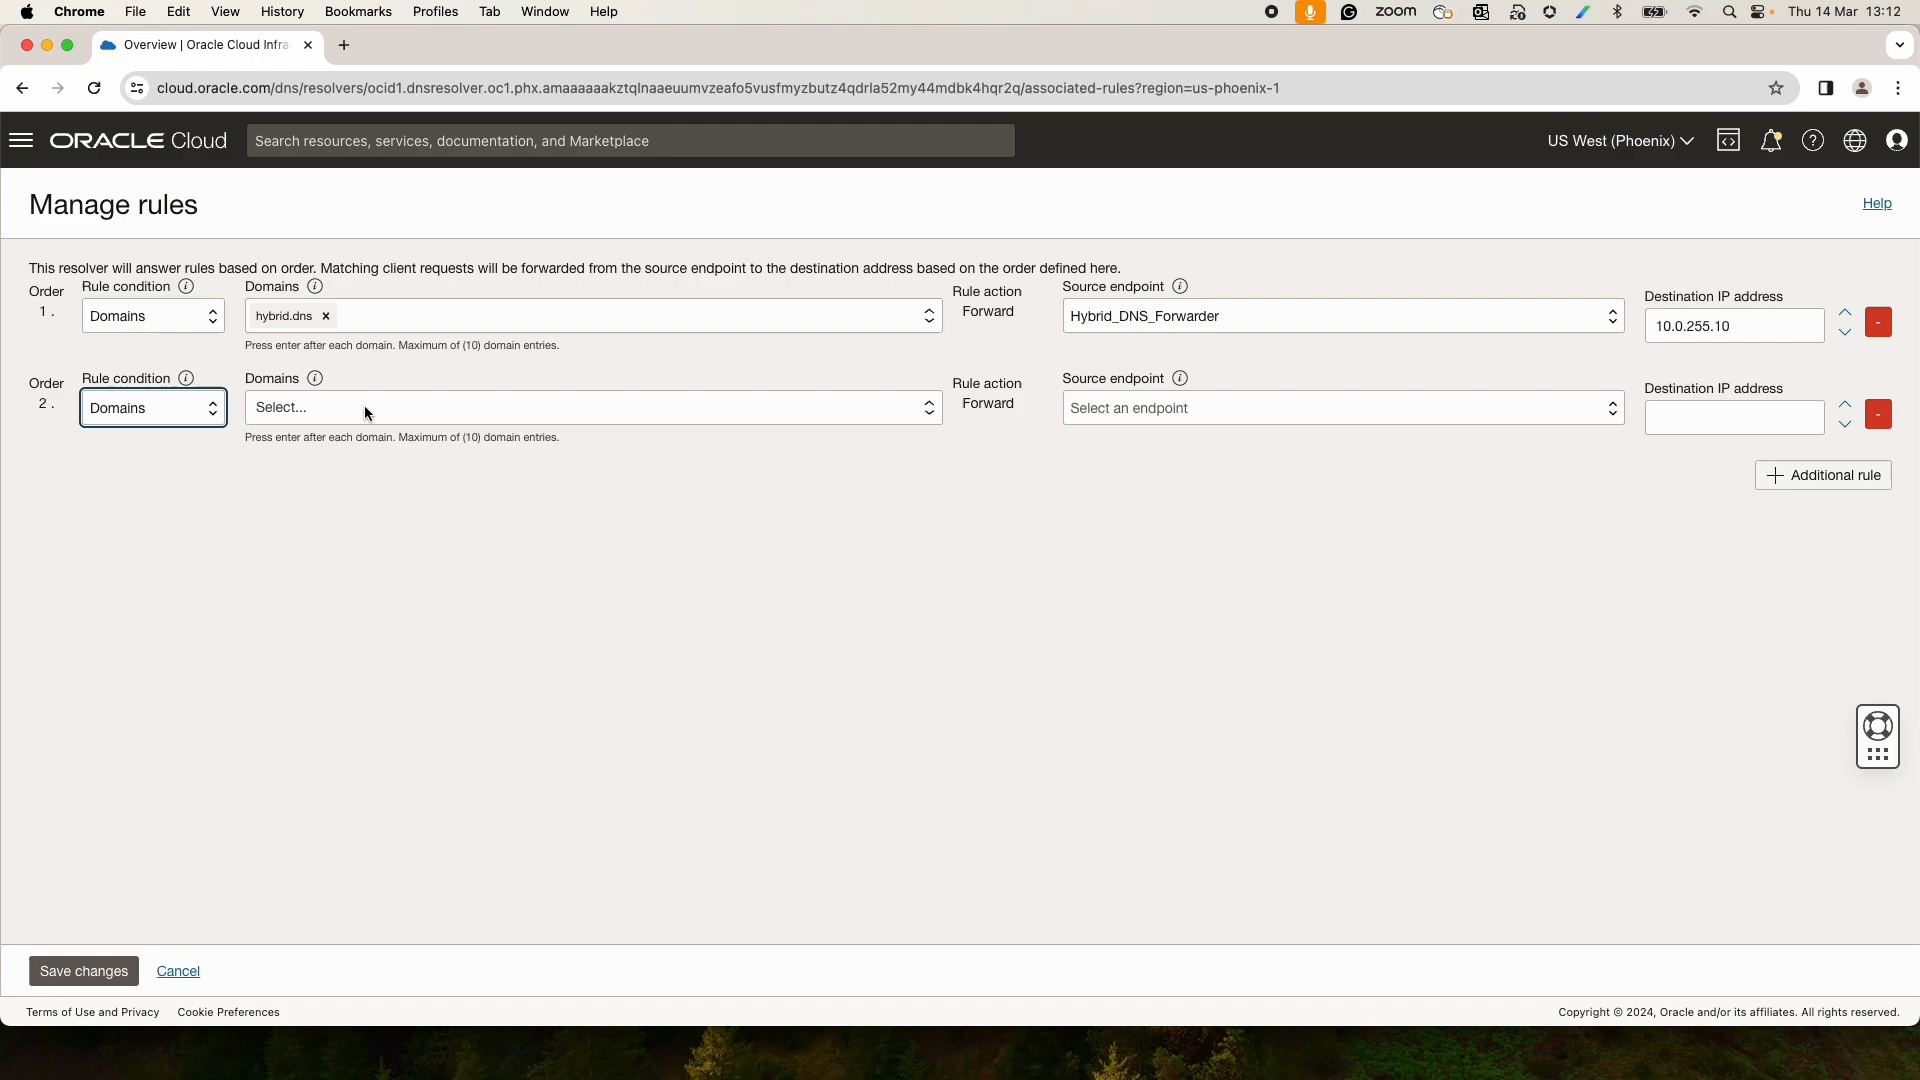 Chrome File Edit View History Bookmarks Profiles Tab Window Help zoom Thu 14 Mar 13:12
Overview | Oracle Cloud Infra
cloud.oracle.com/dns/resolvers/ocid1.dnsresolver.oc1.phx.amaaaaaakztqlnaaeuumvzeafo5vusfmyzbutz4qdrla52my44mdbk4hqr2q/associated-rules?region=us-phoenix-1
ORACLE Cloud Search resources, services, documentation, and Marketplace US West (Phoenix)
Manage rules Help
This resolver will answer rules based on order. Matching client requests will be forwarded from the source endpoint to the destination address based on the order defined here.
Order Rule condition Domains Rule action Source endpoint Destination IP address
1 . Domains hybrid.dns × Forward Hybrid_DNS_Forwarder 10.0.255.10 -
Press enter after each domain. Maximum of (10) domain entries.
Order Rule condition Domains Rule action Source endpoint Destination IP address
2 . Domains Select... Forward Select an endpoint -
Press enter after each domain. Maximum of (10) domain entries.
+ Additional rule
Save changes Cancel
Terms of Use and Privacy Cookie Preferences Copyright © 2024, Oracle and/or its affiliates. All rights reserved.